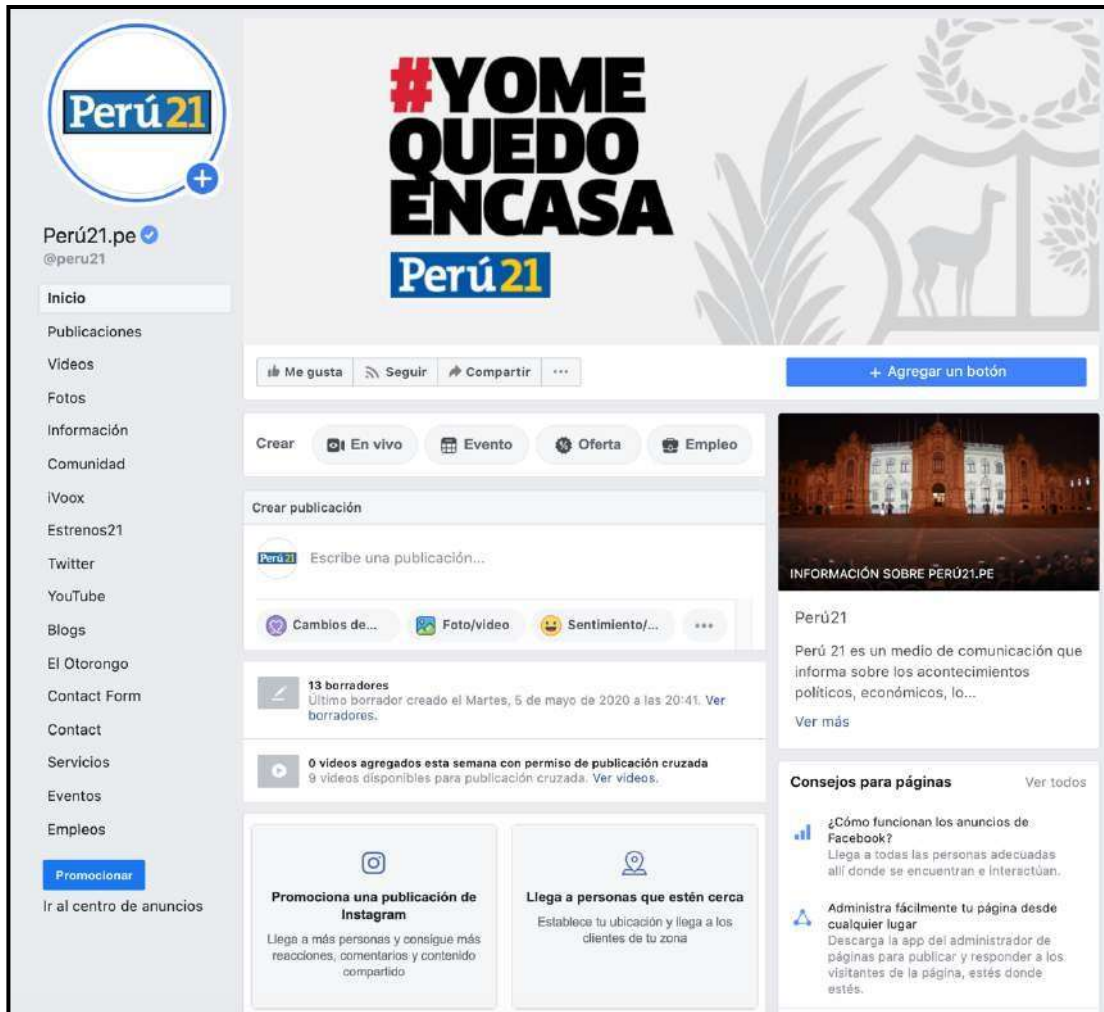 Perú21
Perú21.pe
@peru21
Inicio
Publicaciones
Videos
Fotos
Información
Comunidad
iVoox
Estrenos21
Twitter
YouTube
Blogs
El Otorongo
Contact Form
Contact
Servicios
Eventos
Empleos
Promocionar
Ir al centro de anuncios
#YOME
QUEDO
ENCASA
Perú21
Me gusta Seguir Compartir ...
+ Agregar un botón
Crear En vivo Evento Oferta Empleo
Crear publicación
Perú21 Escribe una publicación...
Cambios de... Foto/video Sentimiento/... ...
13 borradores
Último borrador creado el Martes, 5 de mayo de 2020 a las 20:41. Ver
borradores.
0 videos agregados esta semana con permiso de publicación cruzada
9 videos disponibles para publicación cruzada. Ver videos.
Promociona una publicación de
Instagram
Llega a más personas y consigue más
reacciones, comentarios y contenido
compartido
Llega a personas que estén cerca
Establece tu ubicación y llega a los
clientes de tu zona
INFORMACIÓN SOBRE PERÚ21.PE
Perú21
Perú 21 es un medio de comunicación que
informa sobre los acontecimientos
políticos, económicos, lo...
Ver más
Consejos para páginas Ver todos
¿Cómo funcionan los anuncios de
Facebook?
Llega a todas las personas adecuadas
allí donde se encuentran e interactúan.
Administra fácilmente tu página desde
cualquier lugar
Descarga la app del administrador de
páginas para publicar y responder a los
visitantes de la página, estés donde
estés.